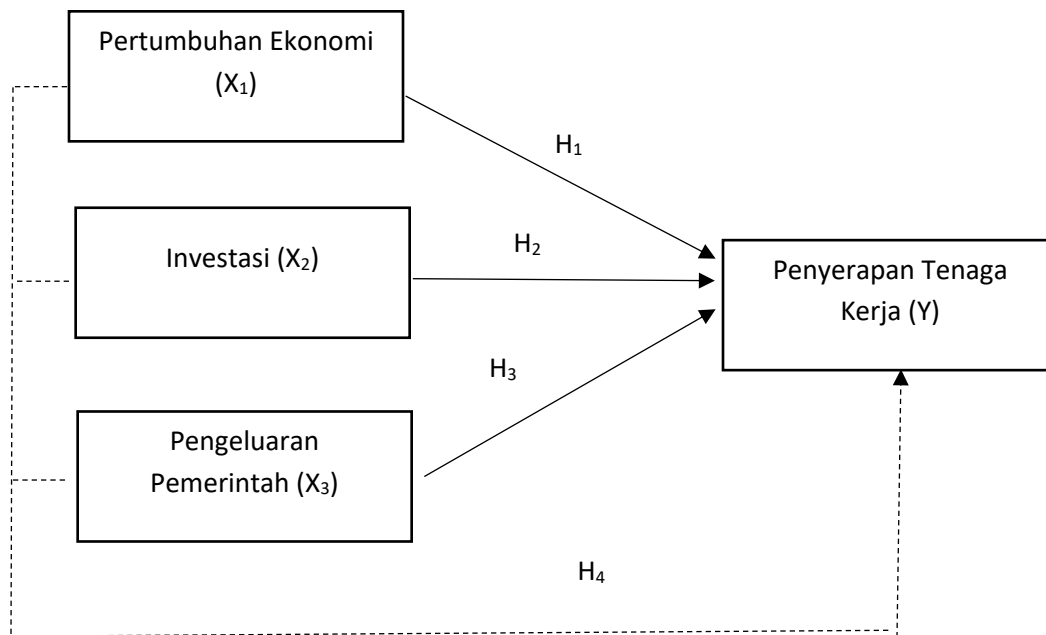 Pertumbuhan Ekonomi
(X₁)
H₁
Investasi (X₂)
H₂
Penyerapan Tenaga
Kerja (Y)
H₃
Pengeluaran
Pemerintah (X₃)
H₄